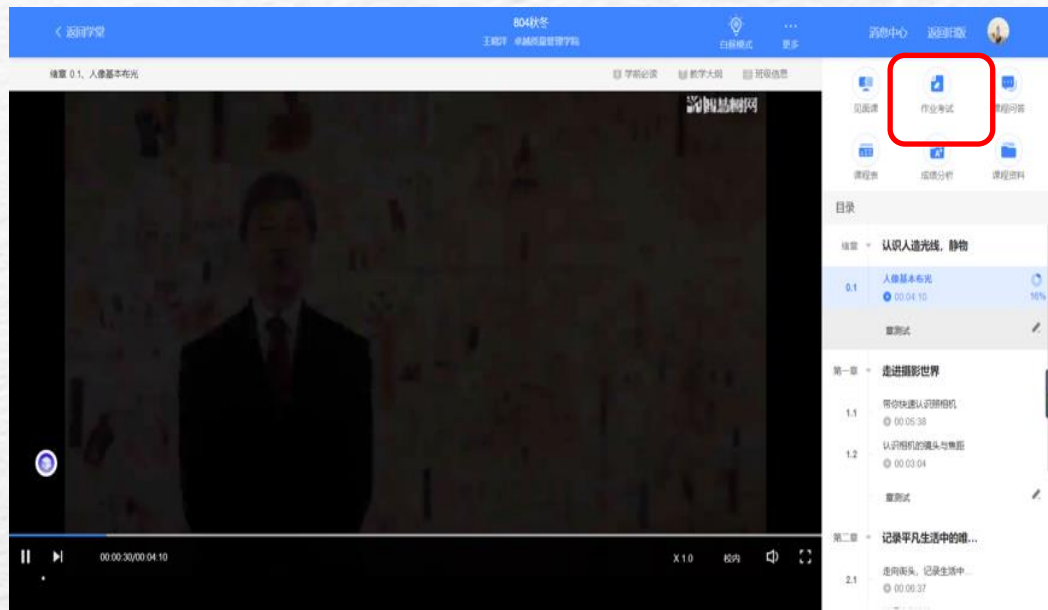 < 返回学堂
804秋冬
王晓洋 卓越质量管理学院
白昼模式
...
更多
消息中心
返回旧版
绪章 0.1、人像基本布光
学前必读
教学大纲
班级信息
智慧树网
见面课
作业考试
课程问答
课程表
成绩分析
课程资料
目录
绪章
认识人造光线，静物
0.1
人像基本布光
00:04:10
16%
章测试
第一章
走进摄影世界
1.1
带你快速认识照相机
00:05:38
1.2
认识相机的镜头与焦距
00:03:04
章测试
第二章
记录平凡生活中的唯...
2.1
走向街头，记录生活中...
00:06:37
00:00:30/00:04:10
X 1.0
校内